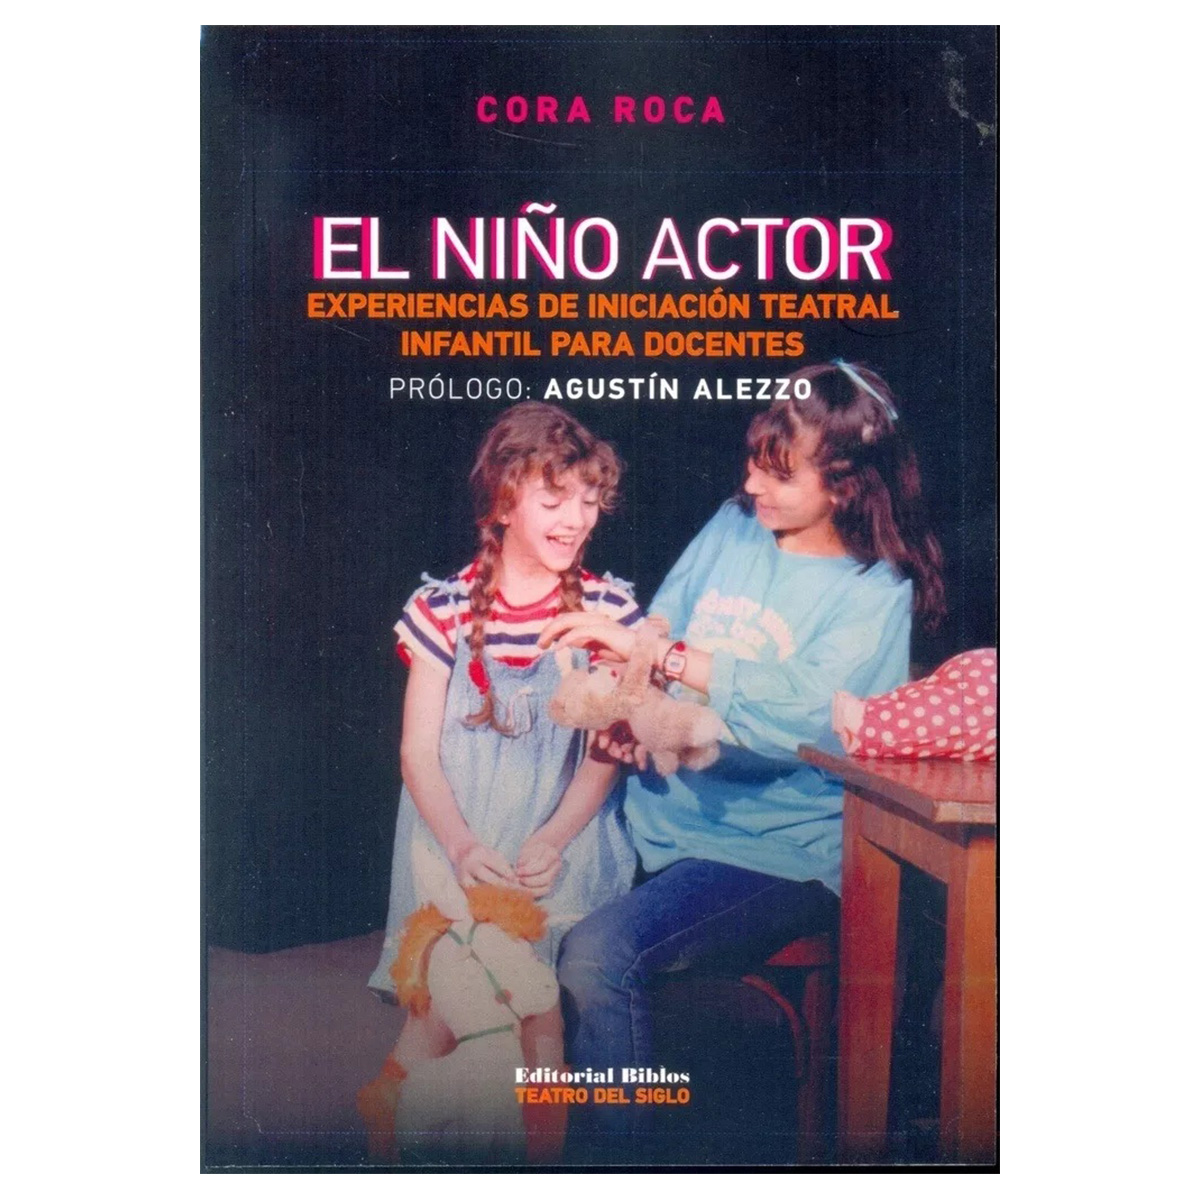 CORA ROCA
EL NIÑO ACTOR
EXPERIENCIAS DE INICIACIÓN TEATRAL
INFANTIL PARA DOCENTES
PRÓLOGO: AGUSTÍN ALEZZO
Editorial Biblos
TEATRO DEL SIGLO